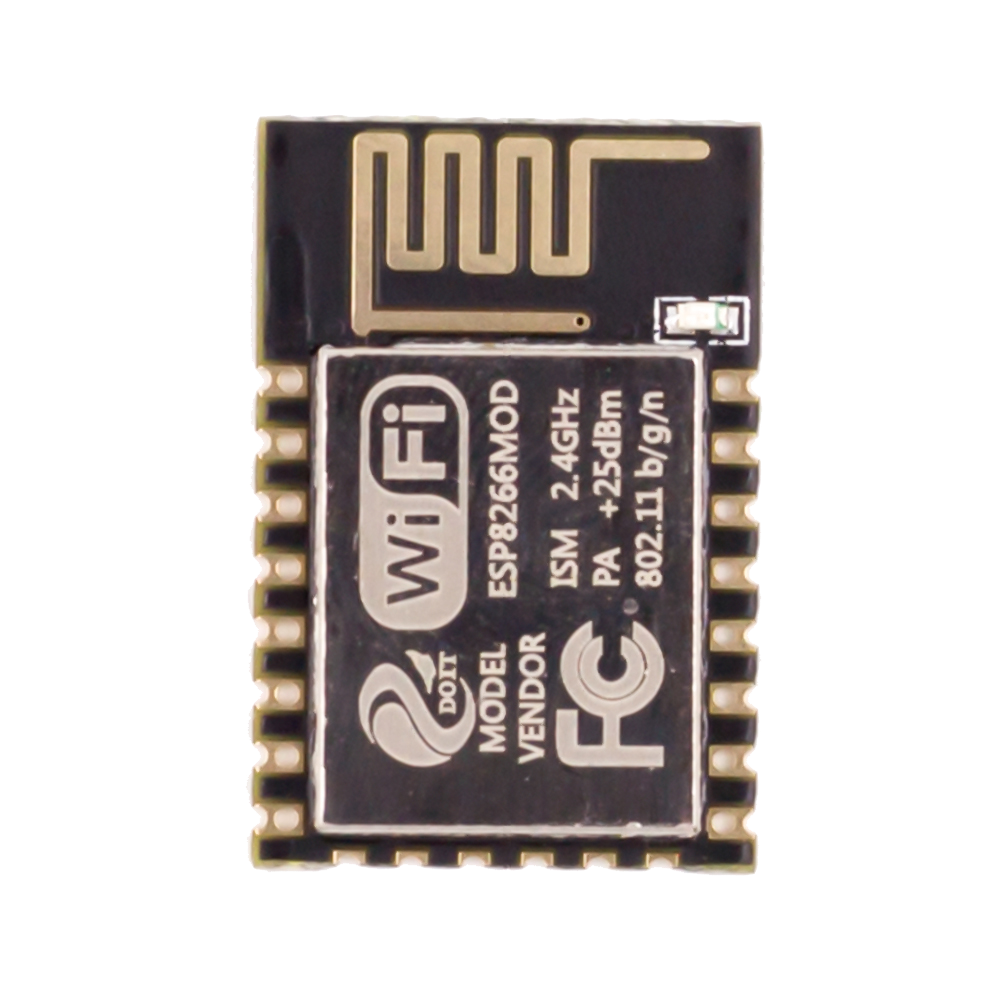 WiFi
DOIT
MODEL ESP8266MOD
VENDOR
FC
ISM 2.4GHz
PA +25dBm
802.11 b/g/n